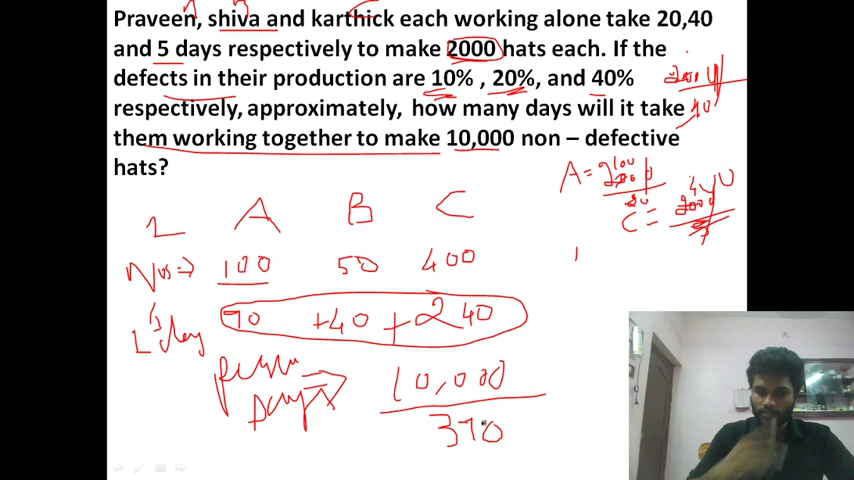 Praveen, shiva and karthick each working alone take 20,40
and 5 days respectively to make 2000 hats each. If the
defects in their production are 10% , 20%, and 40%
respectively, approximately, how many days will it take
them working together to make 10,000 non – defective
hats?
A B C
Nos => 100 50 400
90 +40 + 240
1 day
10,000
370
A =
C =